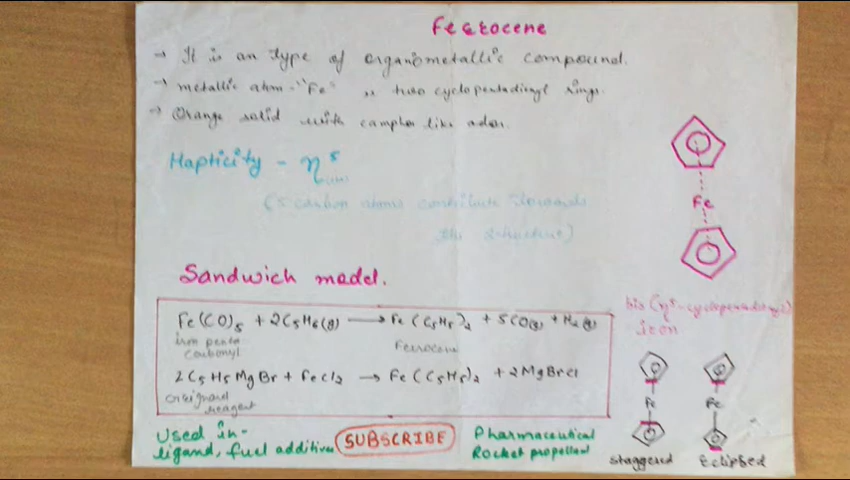 Ferrocene
→ It is an type of organometallic compound.
→ metallic atom - "Fe" two cyclopentadienyl rings.
→ Orange solid with camphor like odor.
Hapticity - η⁵
(5 carbon atoms contribute towards
the structure)
Fe
Sandwich model.
bis (η⁵-cyclopentadienyl)
iron
Fe(CO)₅ + 2C₅H₆(g) → Fe(C₅H₅)₂ + 5CO(g) + H₂(g)
iron penta
carbonyl
Ferrocene
2C₅H₅MgBr + FeCl₂ → Fe(C₅H₅)₂ + 2MgBrCl
Grignard
reagent
Fe Fe
Staggered Eclipsed
Used in-
ligand, fuel additives
SUBSCRIBE
Pharmaceutical
Rocket propellant